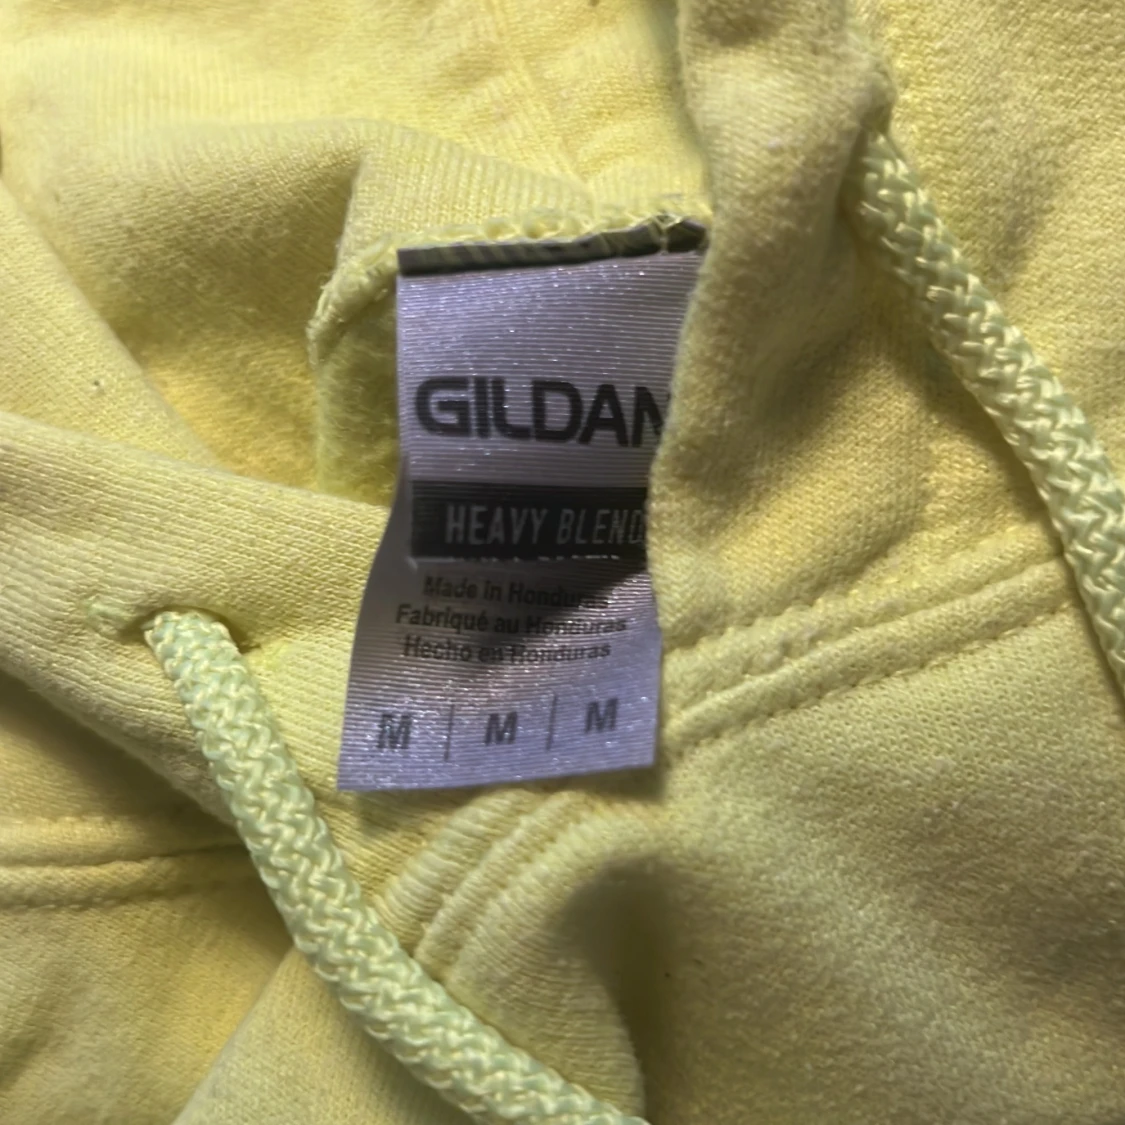 GILDAN
HEAVY BLEND
Made in Honduras
Fabriqué au Honduras
Hecho en Honduras
M | M | M